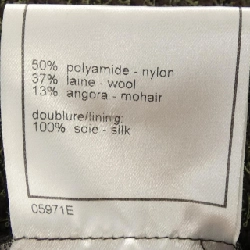 50% polyamide - nylon
37% laine - wool
13% angora - mohair
doublure/lining:
100% soie - silk
C5971E